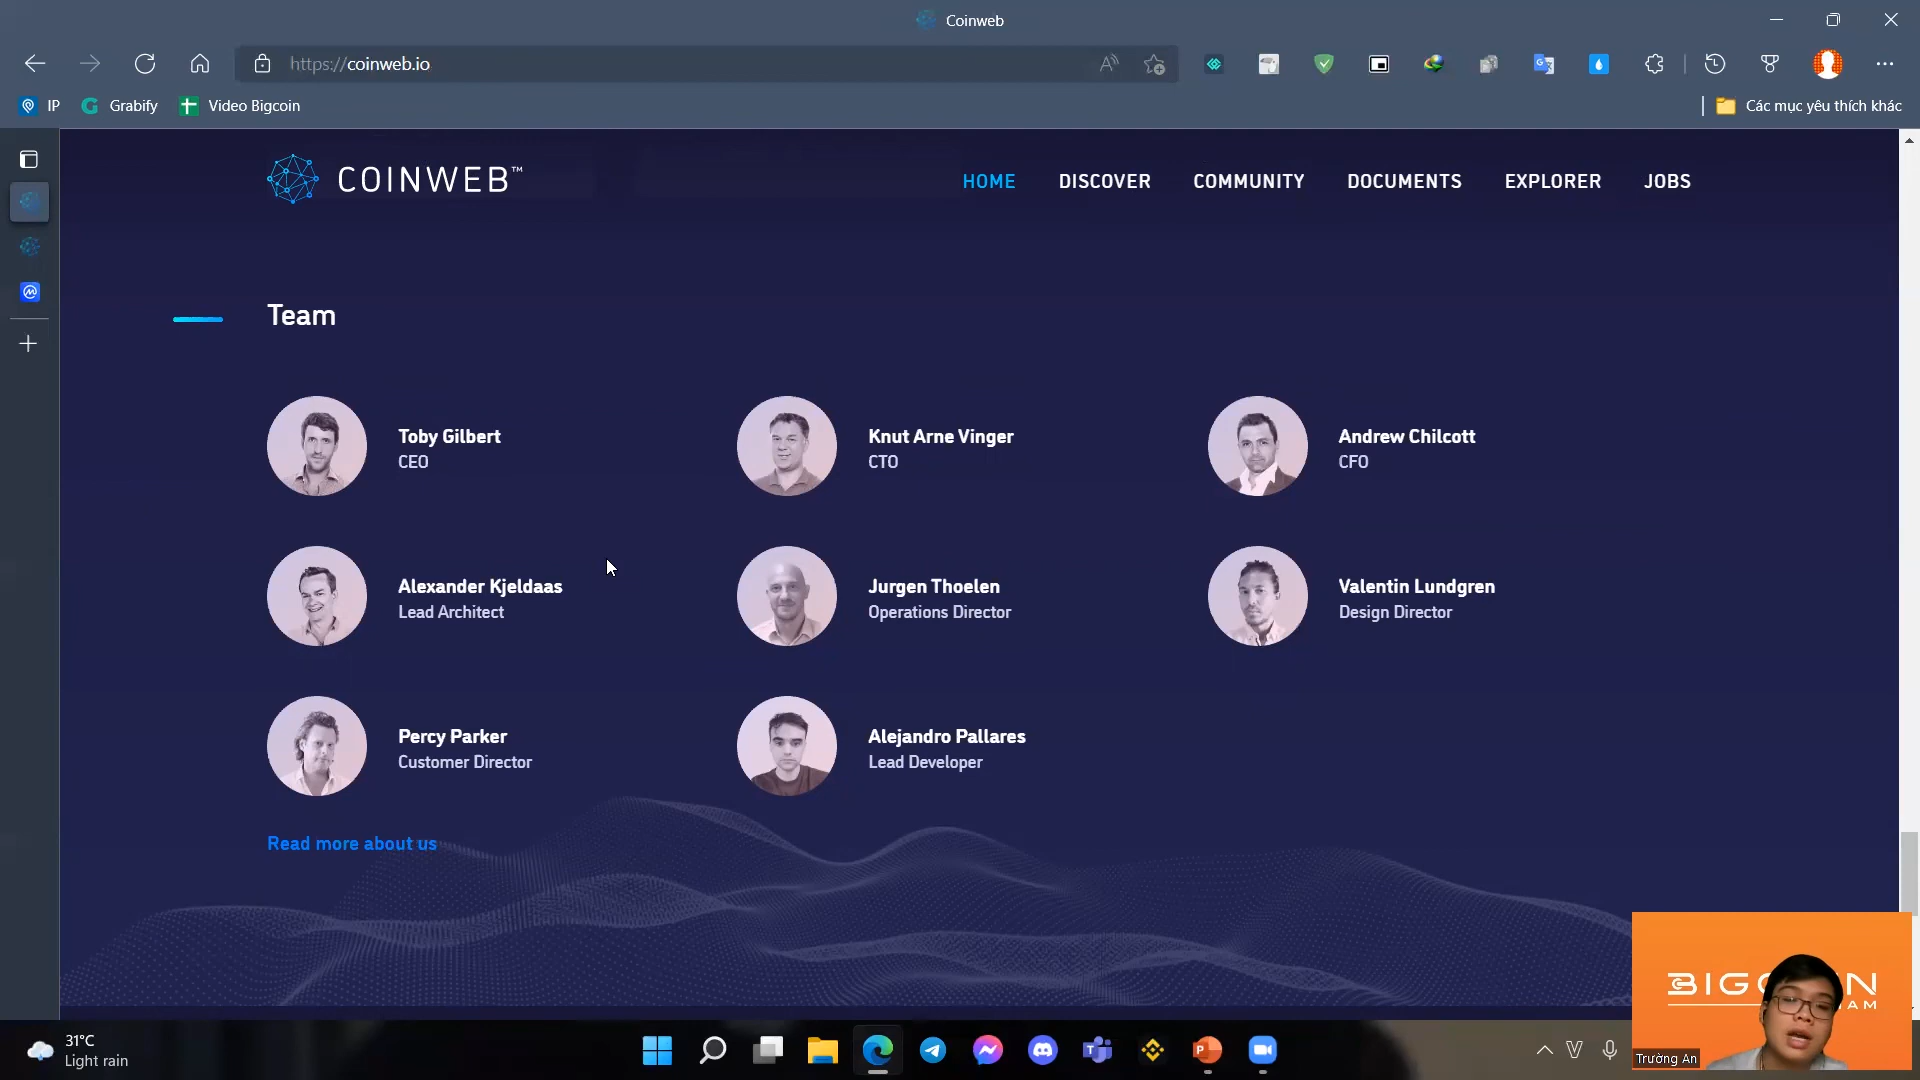 Coinweb
https://coinweb.io
IP
Grabify
Video Bigcoin
Các mục yêu thích khác
COINWEB™
HOME
DISCOVER
COMMUNITY
DOCUMENTS
EXPLORER
JOBS
Team
Toby Gilbert
CEO
Knut Arne Vinger
CTO
Andrew Chilcott
CFO
Alexander Kjeldaas
Lead Architect
Jurgen Thoelen
Operations Director
Valentin Lundgren
Design Director
Percy Parker
Customer Director
Alejandro Pallares
Lead Developer
Read more about us
31°C
Light rain
Trường An